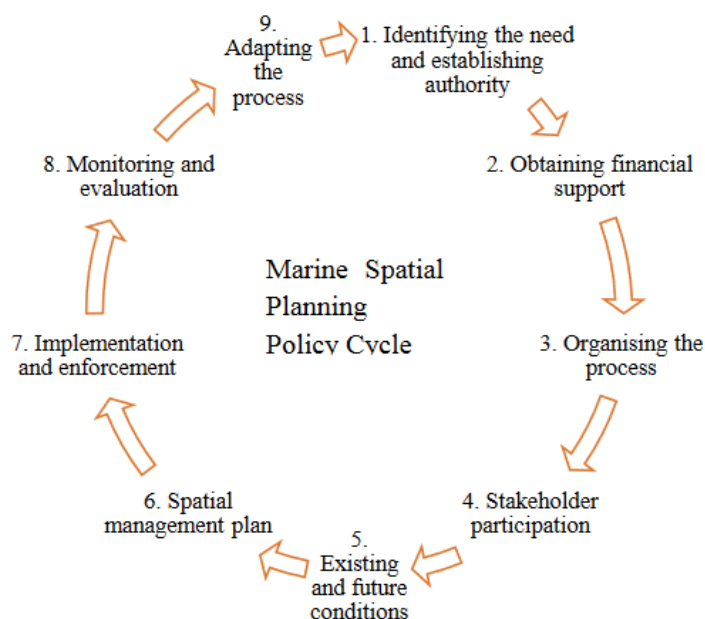 1. Identifying the need
and establishing
authority
2. Obtaining financial
support
3. Organising the
process
4. Stakeholder
participation
5.
Existing
and future
conditions
6. Spatial
management plan
7. Implementation
and enforcement
8. Monitoring and
evaluation
9.
Adapting
the
process
Marine Spatial
Planning
Policy Cycle